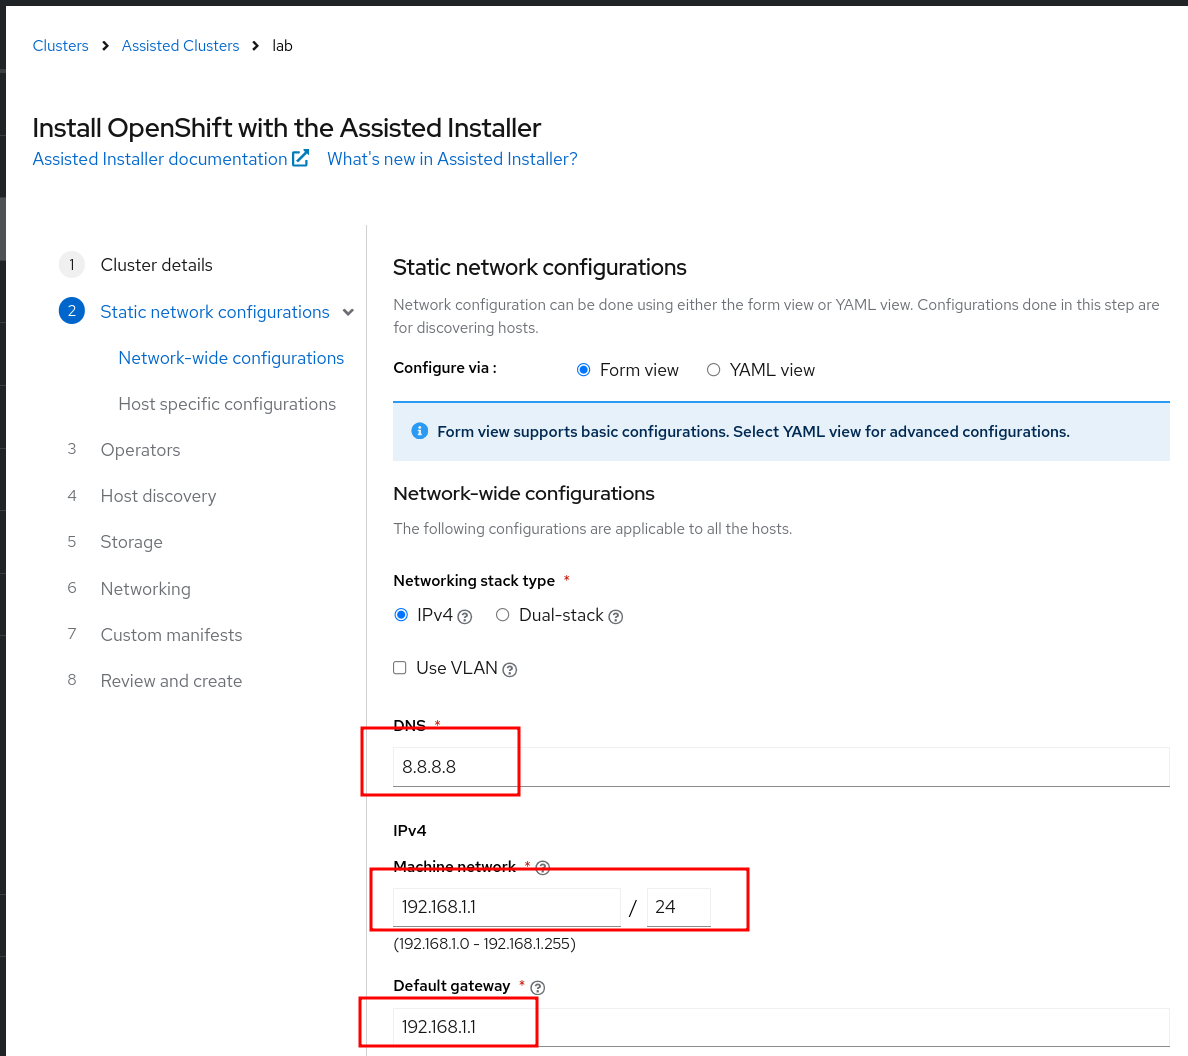 Clusters > Assisted Clusters > lab
Install OpenShift with the Assisted Installer
Assisted Installer documentation What's new in Assisted Installer?
1 Cluster details
2 Static network configurations
Network-wide configurations
Host specific configurations
3 Operators
4 Host discovery
5 Storage
6 Networking
7 Custom manifests
8 Review and create
Static network configurations
Network configuration can be done using either the form view or YAML view. Configurations done in this step are
for discovering hosts.
Configure via : Form view YAML view
Form view supports basic configurations. Select YAML view for advanced configurations.
Network-wide configurations
The following configurations are applicable to all the hosts.
Networking stack type *
IPv4 Dual-stack
Use VLAN
DNS *
8.8.8.8
IPv4
Machine network *
192.168.1.1 / 24
(192.168.1.0 - 192.168.1.255)
Default gateway *
192.168.1.1